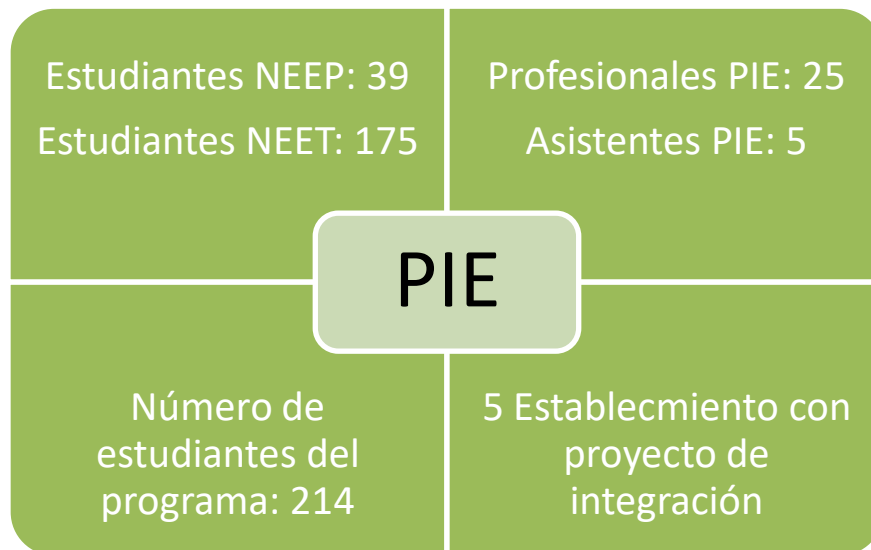 Estudiantes NEEP: 39
Estudiantes NEET: 175
Profesionales PIE: 25
Asistentes PIE: 5
PIE
Número de
estudiantes del
programa: 214
5 Establecmiento con
proyecto de
integración